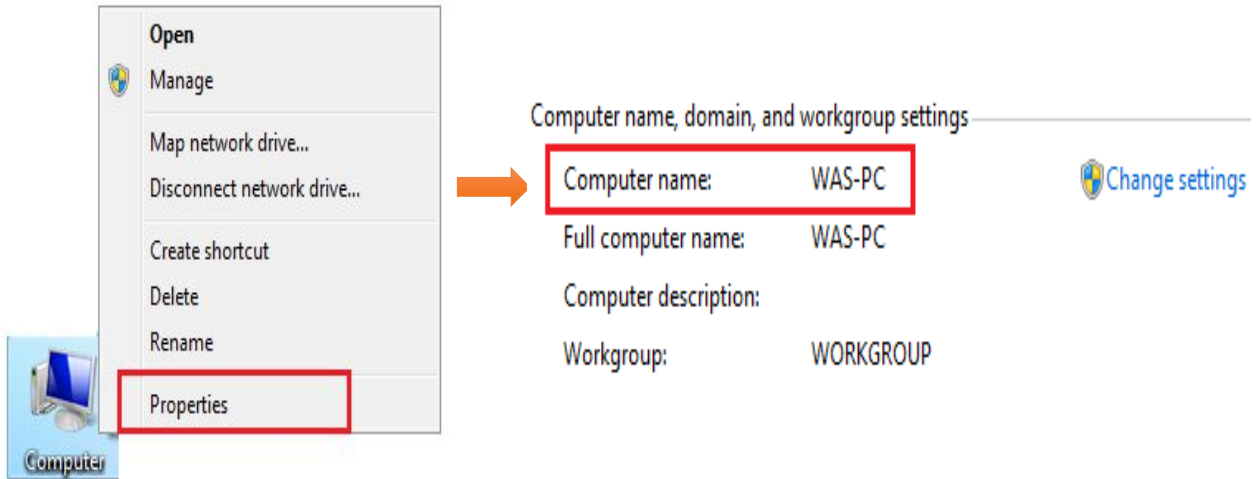 Open
Manage
Map network drive...
Disconnect network drive...
Create shortcut
Delete
Rename
Properties
Computer
Computer name, domain, and workgroup settings
Computer name: WAS-PC
Change settings
Full computer name: WAS-PC
Computer description:
Workgroup: WORKGROUP